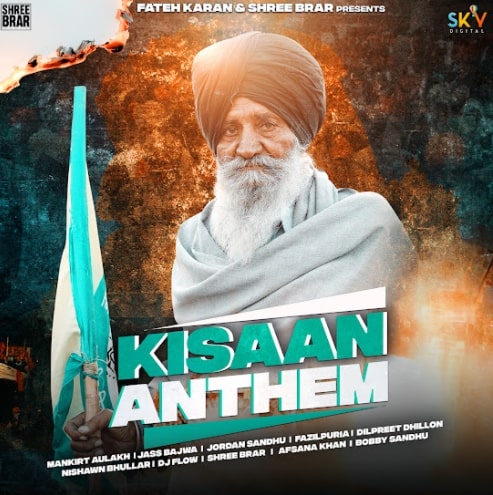 SHREE
BRAR
FATEH KARAN & SHREE BRAR PRESENTS
SKY
DIGITAL
KISAAN
ANTHEM
MANKIRT AULAKH | JASS BAJWA | JORDAN SANDHU | FAZILPURIA | DILPREET DHILLON
NISHAWN BHULLAR | DJ FLOW | SHREE BRAR | AFSANA KHAN | BOBBY SANDHU